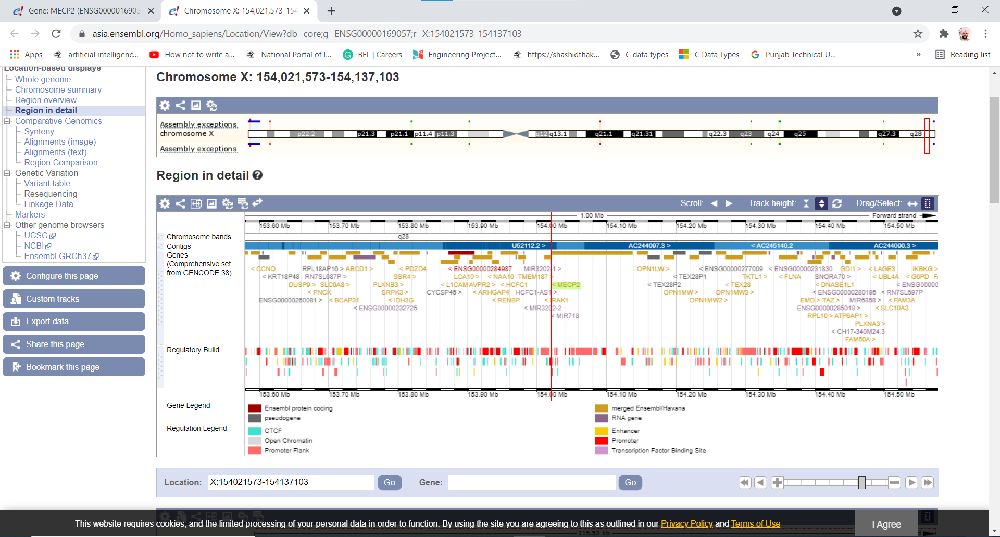 Gene: MECP2 (ENSG0000016905
Chromosome X: 154,021,573-154
asia.ensembl.org/Homo_sapiens/Location/View?db=core;g=ENSG00000169057;r=X:154021573-154137103
Apps
artificial intelligenc...
How not to write a...
National Portal of I...
BEL | Careers
Engineering Project...
https://shashidthak...
C data types
C Data Types
Punjab Technical U...
»
Reading list
Location-based displays
Whole genome
Chromosome summary
Region overview
Region in detail
Comparative Genomics
Synteny
Alignments (image)
Alignments (text)
Region Comparison
Genetic Variation
Variant table
Resequencing
Linkage Data
Markers
Other genome browsers
UCSC
NCBI
Ensembl GRCh37
Configure this page
Custom tracks
Export data
Share this page
Bookmark this page
Chromosome X: 154,021,573-154,137,103
Assembly exceptions
chromosome X p22.2 p21.3 p21.1 p11.4 p11.3 q12 q13.1 q21.1 q21.31 q22.3 q23 q24 q25 q27.3 q28
Assembly exceptions
Region in detail
Scroll: Track height: Drag/Select:
1.00 Mb Forward strand
153.60 Mb 153.70 Mb 153.80 Mb 153.90 Mb 154.00 Mb 154.10 Mb 154.20 Mb 154.30 Mb 154.40 Mb 154.50 Mb
Chromosome bands q28
Contigs U52112.2 > AC244097.3 > < AC245140.2 AC244090.3 >
Genes
(Comprehensive set
from GENCODE 38)
< CCNQ RPL18AP16 > ABCD1 > < PDZD4 < ENSG00000284987 MIR3202-1 > OPN1LW > < ENSG00000277009 < ENSG00000231830 GDI1 > < LAGE3 IKBKG >
< KRT18P48 RN7SL687P > SSR4 > LCA10 > < NAA10 TMEM187 > < TEX28P1 TKTL1 > < FLNA SNORA70 > < UBL4A < G6PD
DUSP9 > SLC6A8 > PLXNB3 > < L1CAM AVPR2 > < HCFC1 < MECP2 < TEX28P2 < TEX28 < DNASE1L1 < ENSG0000
< PNCK SRPK3 > CYCSP45 > < ARHGAP4 HCFC1-AS1 > OPN1MW > OPN1MW3 > < ENSG00000280195 < RN7SL697P
ENSG00000260081 > < BCAP31 < IDH3G < RENBP < IRAK1 OPN1MW2 > EMD > TAZ > MIR6858 > < FAM3A
< ENSG00000232725 < MIR3202-2 ENSG00000285018 > < SLC10A3
< MIR718 RPL10 > ATP6AP1 >
PLXNA3 >
< CH17-340M24.3
FAM50A >
Regulatory Build
153.60 Mb 153.70 Mb 153.80 Mb 153.90 Mb 154.00 Mb 154.10 Mb 154.20 Mb 154.30 Mb 154.40 Mb 154.50 Mb
Gene Legend
Ensembl protein coding merged Ensembl/Havana
pseudogene RNA gene
Regulation Legend
CTCF Enhancer
Open Chromatin Promoter
Promoter Flank Transcription Factor Binding Site
Location: X:154021573-154137103 Go Gene: Go
This website requires cookies, and the limited processing of your personal data in order to function. By using the site you are agreeing to this as outlined in our Privacy Policy and Terms of Use
I Agree
115.53 kb